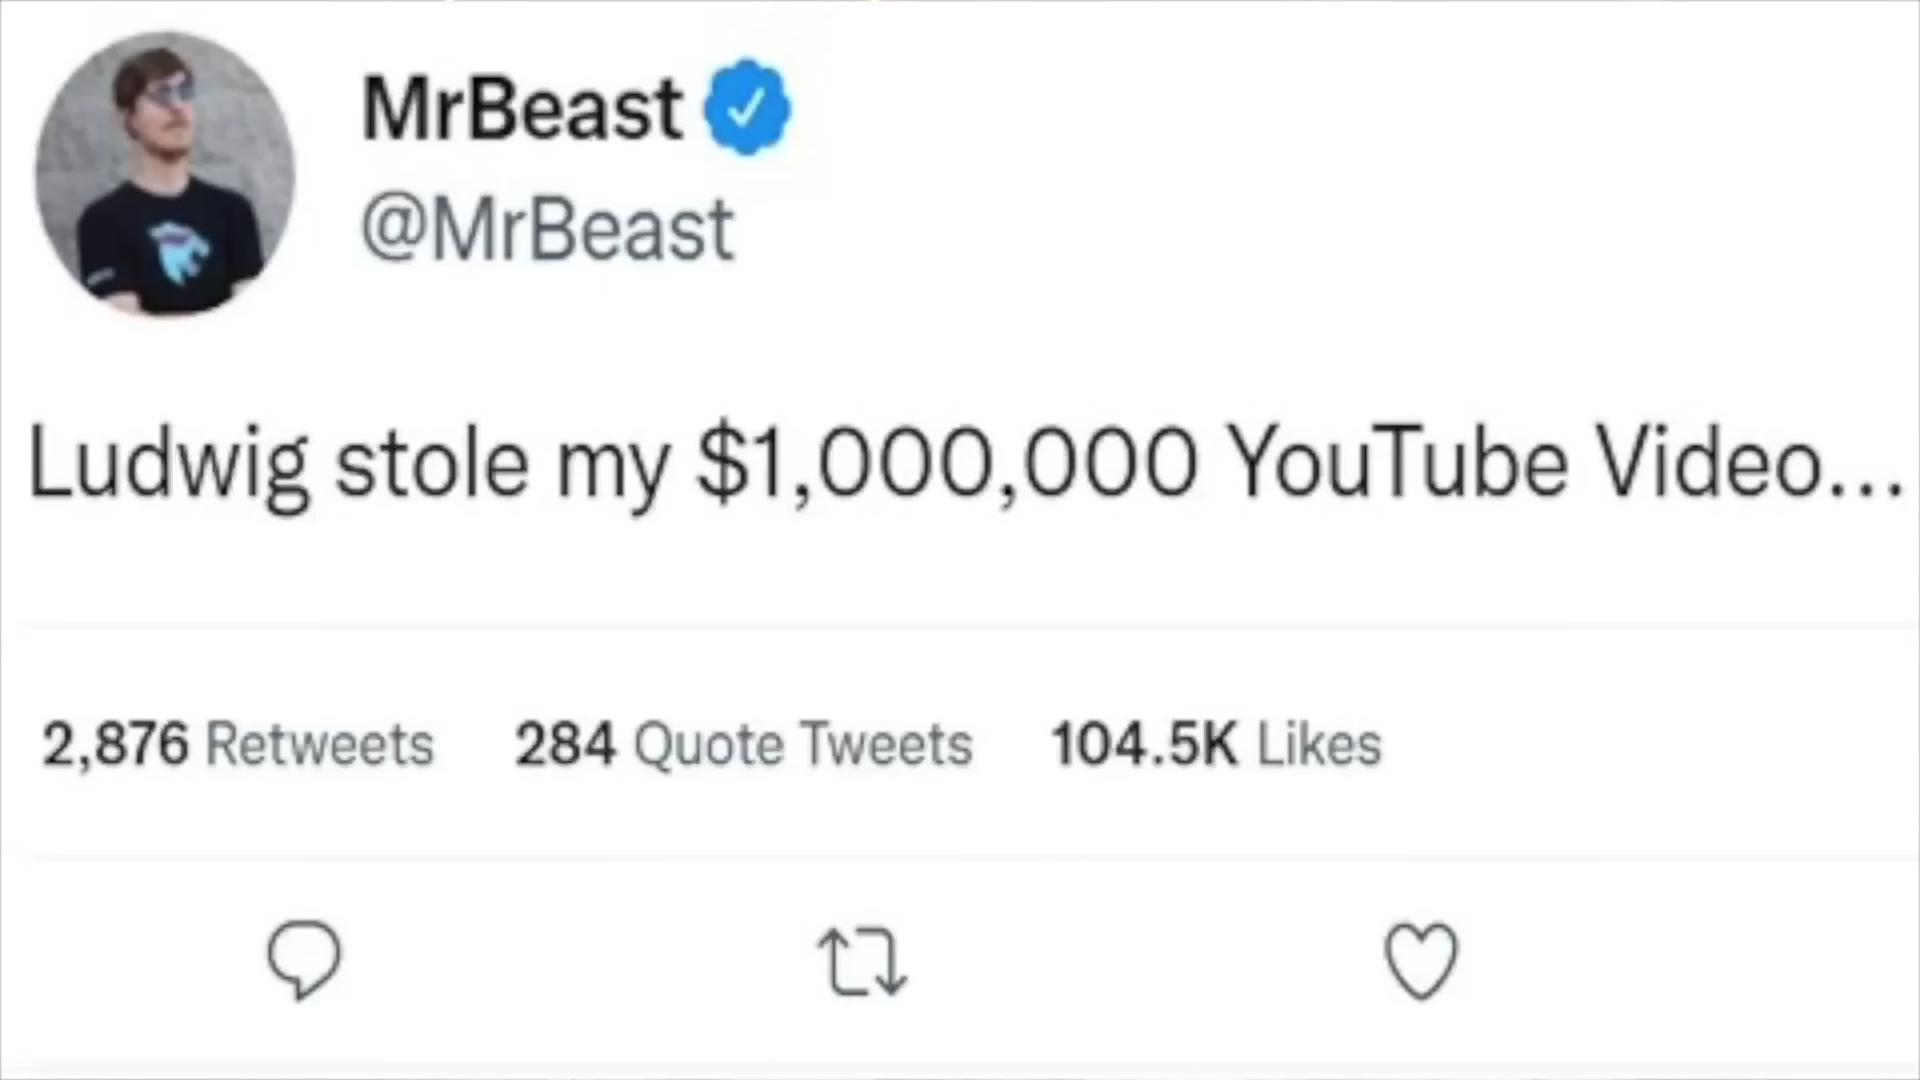 MrBeast
@MrBeast
Ludwig stole my $1,000,000 YouTube Video...
2,876 Retweets 284 Quote Tweets 104.5K Likes